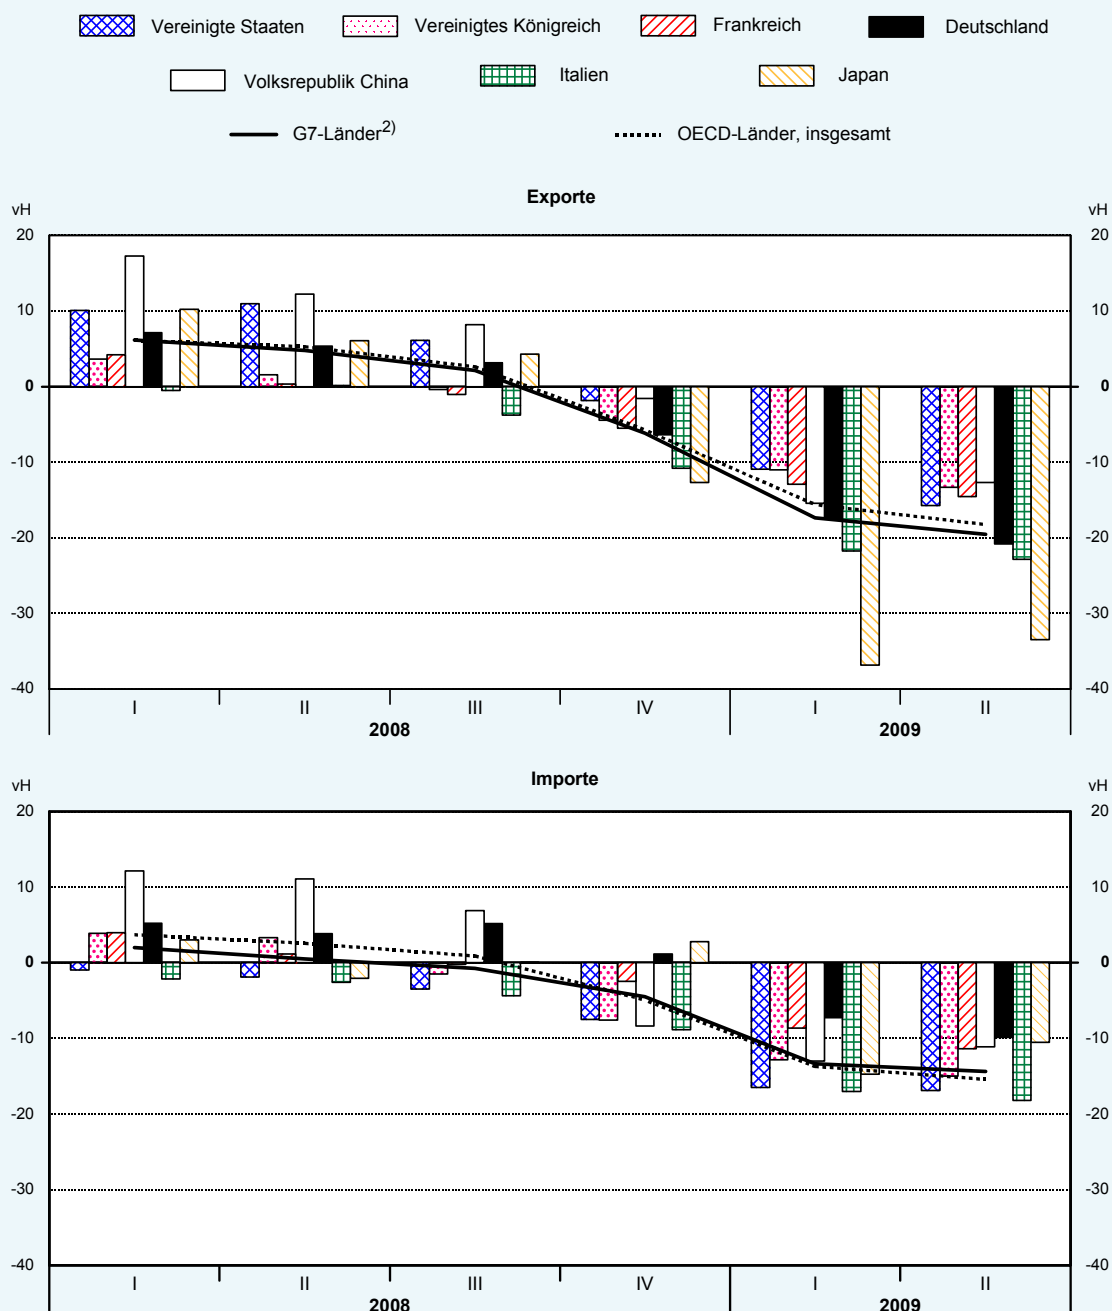 Vereinigte Staaten Vereinigtes Königreich Frankreich Deutschland
Volksrepublik China Italien Japan
G7-Länder2) OECD-Länder, insgesamt
Exporte
vH vH
20 20
10 10
0 0
-10 -10
-20 -20
-30 -30
-40 -40
I II III IV I II
2008 2009
Importe
vH vH
20 20
10 10
0 0
-10 -10
-20 -20
-30 -30
-40 -40
I II III IV I II
2008 2009